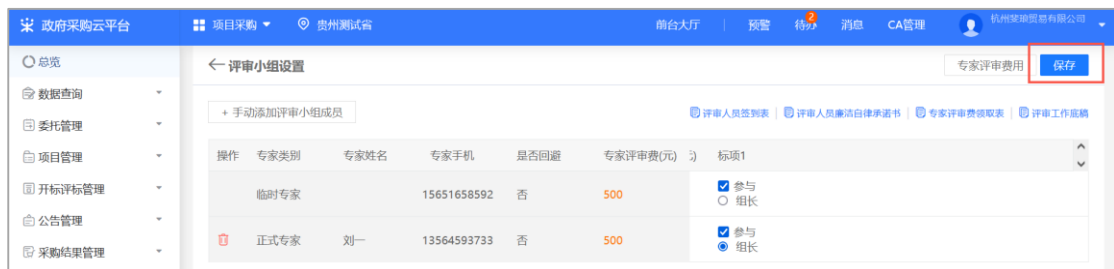 政府采购云平台 项目采购 贵州测试省 前台大厅 预警 待办 2 消息 CA管理 杭州斐琅贸易有限公司
总览
数据查询
委托管理
项目管理
开标评标管理
公告管理
采购结果管理
←评审小组设置 专家评审费用 保存
+ 手动添加评审小组成员 评审人员签到表 评审人员廉洁自律承诺书 专家评审费领取表 评审工作底稿
操作 专家类别 专家姓名 专家手机 是否回避 专家评审费(元) 标项1
临时专家 15651658592 否 500 参与
组长
正式专家 刘一 13564593733 否 500 参与
组长